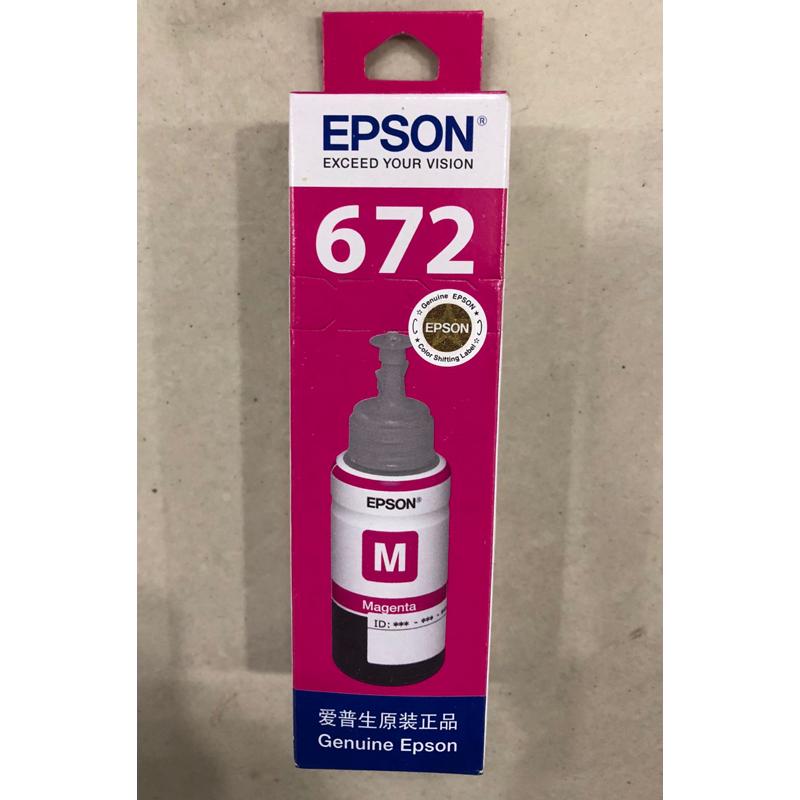 EPSON®
EXCEED YOUR VISION
672
☆ Genuine EPSON ★
EPSON
★ Color Shifting Label ☆
EPSON®
M
Magenta
ID: *** - *** -
爱普生原装正品
Genuine Epson